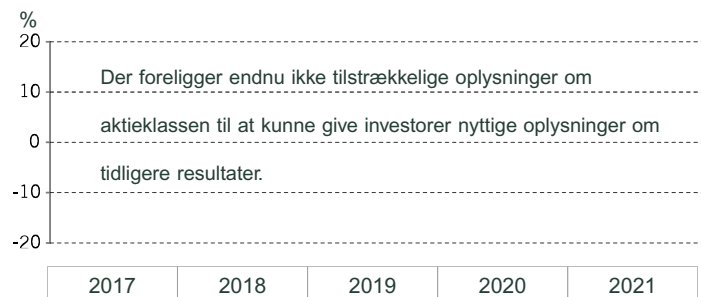 %
20
10
0
-10
-20
Der foreligger endnu ikke tilstrækkelige oplysninger om
aktieklassen til at kunne give investorer nyttige oplysninger om
tidligere resultater.
2017 2018 2019 2020 2021